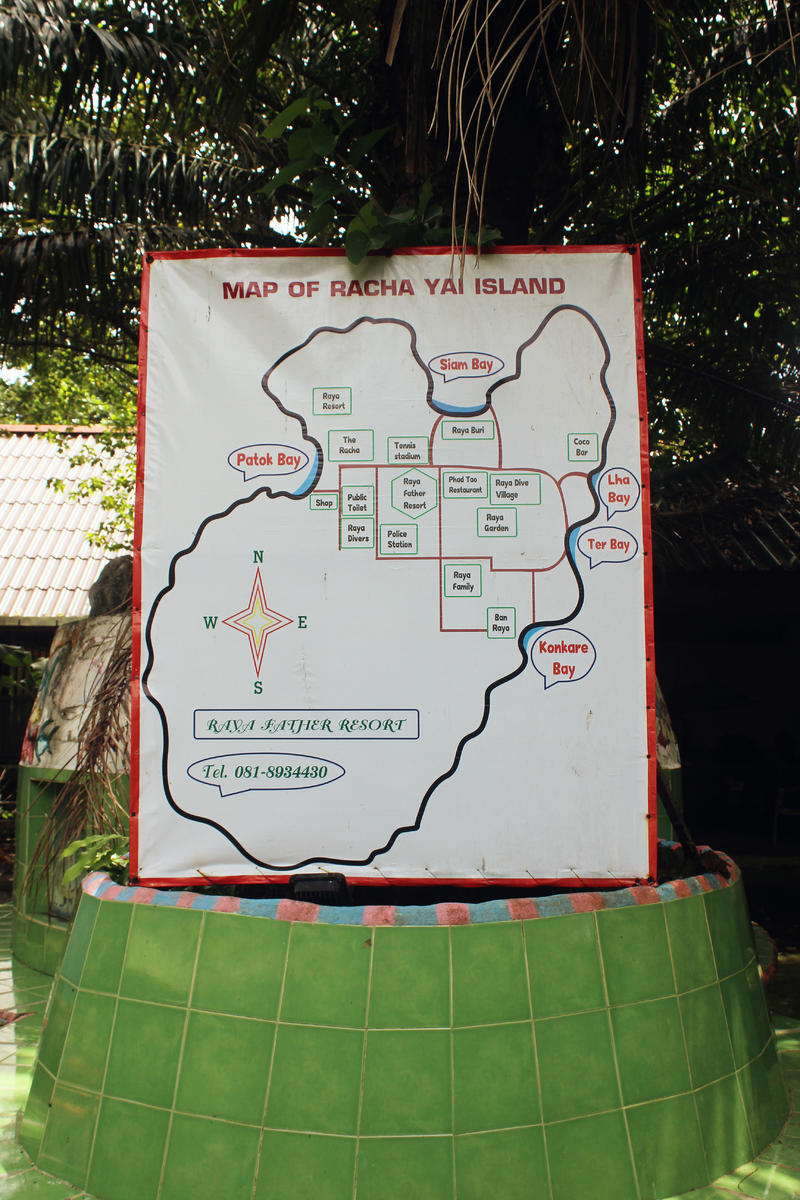 MAP OF RACHA YAI ISLAND
Siam Bay
Raya
Resort
Raya Buri
The
Racha
Tennis
stadium
Coco
Bar
Patok Bay
Lha
Bay
Shop
Public
Toilet
Raya
Father
Resort
Phad Tao
Restaurant
Raya Dive
Village
Raya
Divers
Police
Station
Raya
Garden
Ter Bay
N
W
E
S
Raya
Family
Ban
Raya
Konkare
Bay
RAYA FATHER RESORT
Tel. 081-8934430